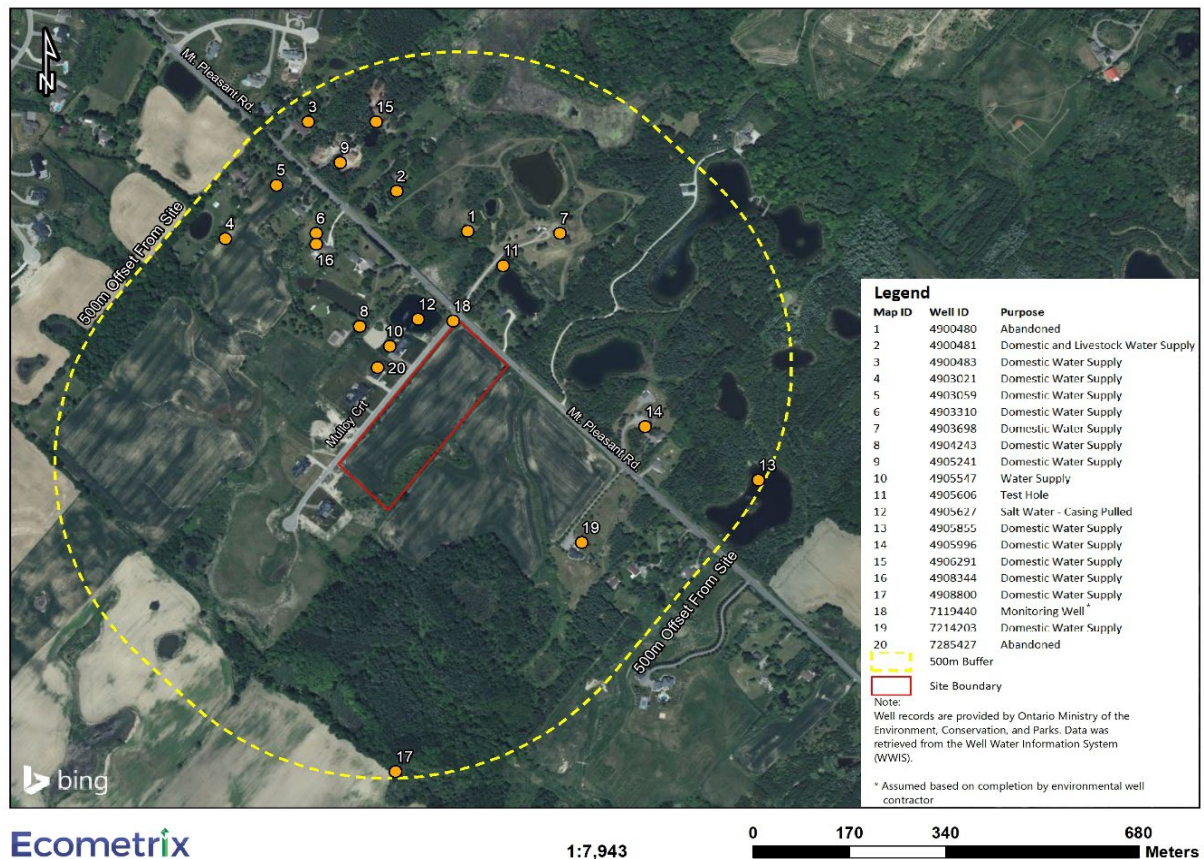 N
Mt. Pleasant Rd.
3
15
9
5
2
4
6
16
1
7
11
500m Offset From Site
8
12
18
10
20
Mulloy Crt
Mt. Pleasant Rd.
14
13
19
500m Offset From Site
17
bing
Legend
Map ID Well ID Purpose
1 4900480 Abandoned
2 4900481 Domestic and Livestock Water Supply
3 4900483 Domestic Water Supply
4 4903021 Domestic Water Supply
5 4903059 Domestic Water Supply
6 4903310 Domestic Water Supply
7 4903698 Domestic Water Supply
8 4904243 Domestic Water Supply
9 4905241 Domestic Water Supply
10 4905547 Water Supply
11 4905606 Test Hole
12 4905627 Salt Water - Casing Pulled
13 4905855 Domestic Water Supply
14 4905996 Domestic Water Supply
15 4906291 Domestic Water Supply
16 4908344 Domestic Water Supply
17 4908800 Domestic Water Supply
18 7119440 Monitoring Well*
19 7214203 Domestic Water Supply
20 7285427 Abandoned
500m Buffer
Site Boundary
Note:
Well records are provided by Ontario Ministry of the
Environment, Conservation, and Parks. Data was
retrieved from the Well Water Information System
(WWIS).
* Assumed based on completion by environmental well
contractor
Ecometrix
1:7,943
0 170 340 680
Meters